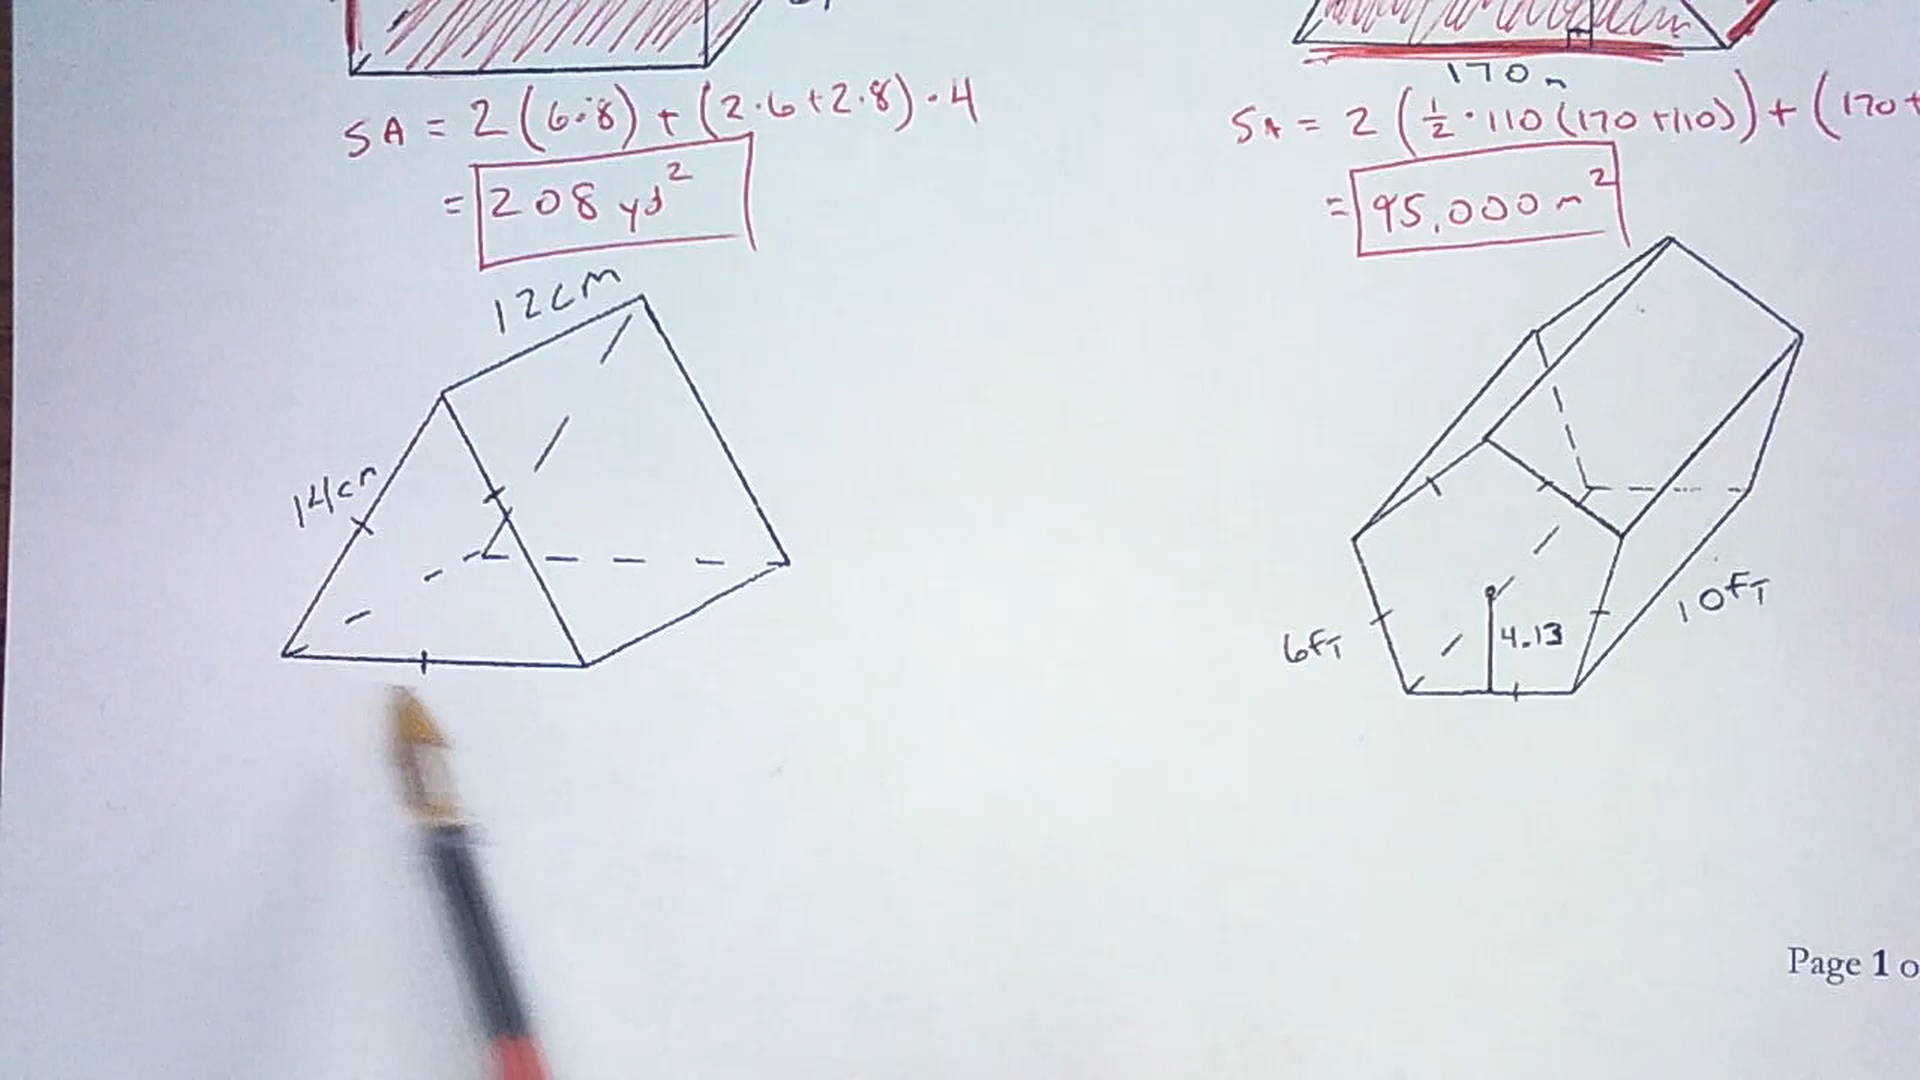 170 m
SA = 2(6·8) + (2·6+2·8)·4
= 208 yd²
SA = 2(½·110(170+110)) + (170+
= 95,000 m²
12cm
14cm
6FT
4.13
10FT
Page 1 o